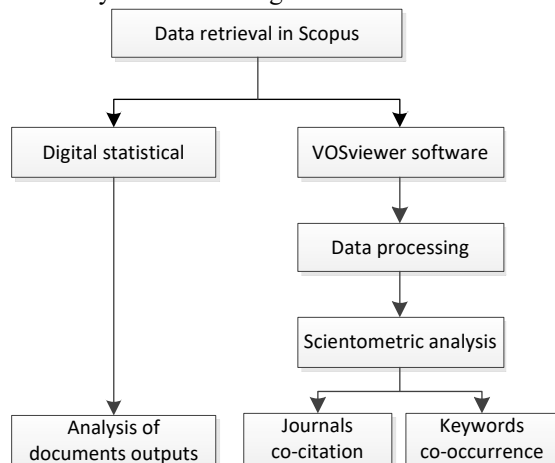 Data retrieval in Scopus
Digital statistical
VOSviewer software
Data processing
Scientometric analysis
Analysis of
documents outputs
Journals
co-citation
Keywords
co-occurrence